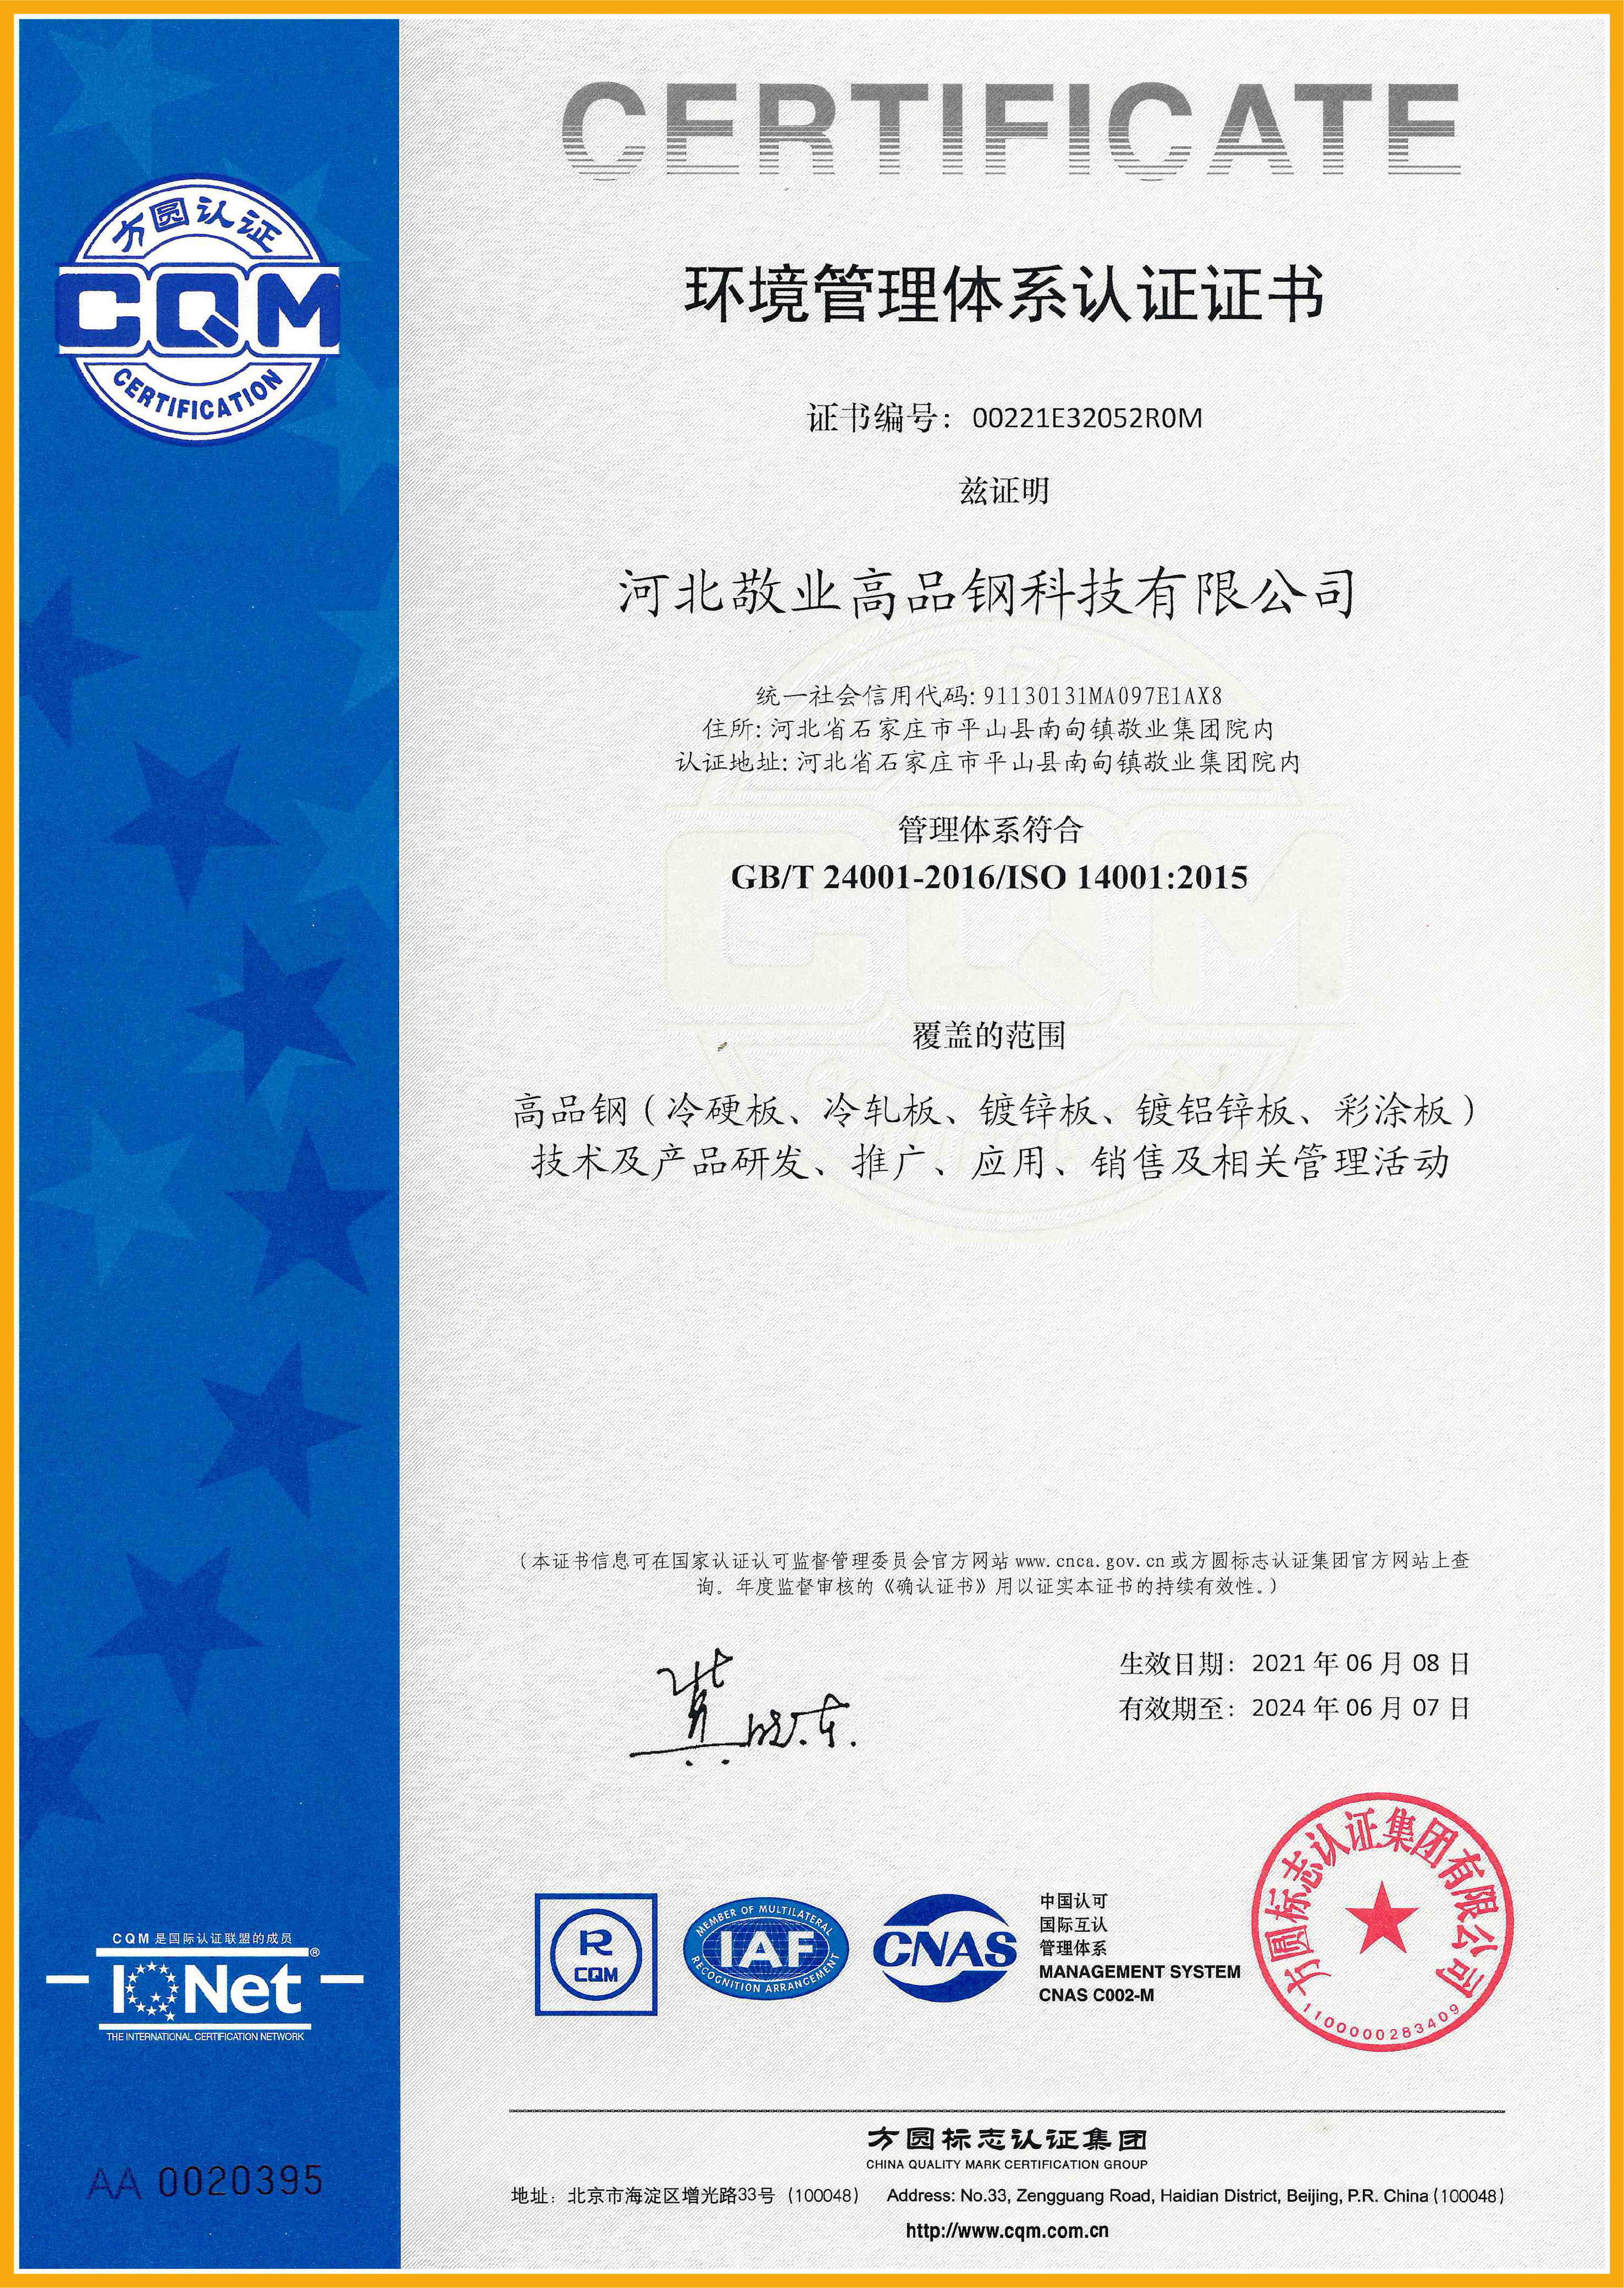 CERTIFICATE
方圆认证
CQM
CERTIFICATION
环境管理体系认证证书
证书编号：00221E32052R0M
兹证明
河北敬业高品钢科技有限公司
统一社会信用代码: 91130131MA097E1AX8
住所: 河北省石家庄市平山县南甸镇敬业集团院内
认证地址: 河北省石家庄市平山县南甸镇敬业集团院内
管理体系符合
GB/T 24001-2016/ISO 14001:2015
覆盖的范围
高品钢（冷硬板、冷轧板、镀锌板、镀铝锌板、彩涂板）
技术及产品研发、推广、应用、销售及相关管理活动
（本证书信息可在国家认证认可监督管理委员会官方网站 www.cnca.gov.cn 或方圆标志认证集团官方网站上查
询。年度监督审核的《确认证书》用以证实本证书的持续有效性。）
生效日期：2021 年 06 月 08 日
有效期至：2024 年 06 月 07 日
CQM 是国际认证联盟的成员
IQNet®
THE INTERNATIONAL CERTIFICATION NETWORK
R
CQM
MEMBER OF MULTILATERAL
IAF
RECOGNITION ARRANGEMENT
CNAS
中国认可
国际互认
管理体系
MANAGEMENT SYSTEM
CNAS C002-M
方圆标志认证集团有限公司
1100000283409
AA 0020395
方圆标志认证集团
CHINA QUALITY MARK CERTIFICATION GROUP
地址：北京市海淀区增光路33号（100048） Address: No.33, Zengguang Road, Haidian District, Beijing, P.R. China (100048)
http://www.cqm.com.cn